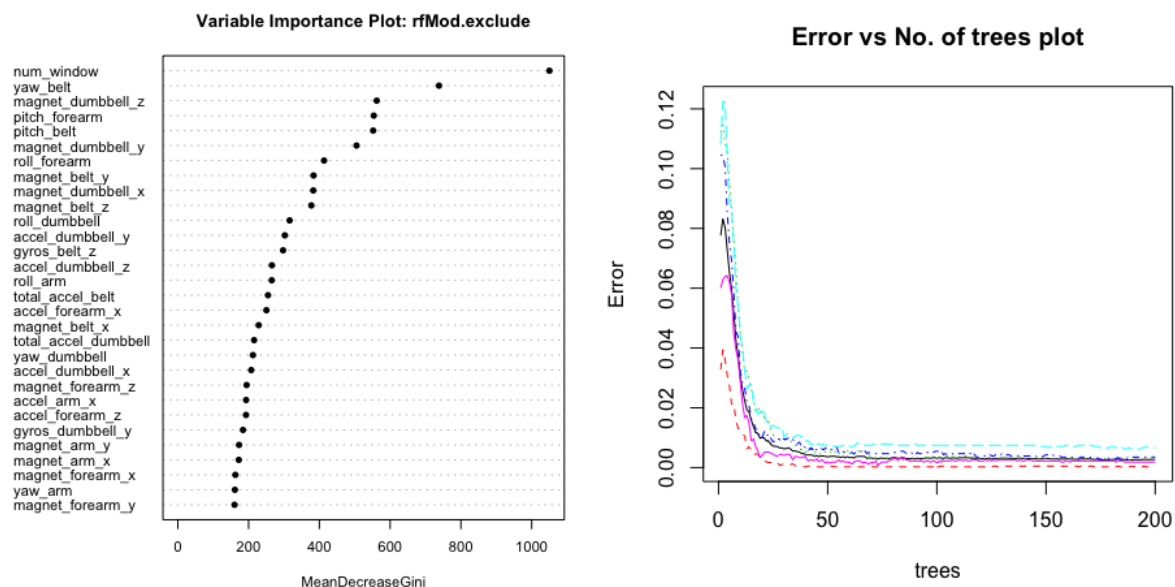 Variable Importance Plot: rfMod.exclude
num_window
yaw_belt
magnet_dumbbell_z
pitch_forearm
pitch_belt
magnet_dumbbell_y
roll_forearm
magnet_belt_y
magnet_dumbbell_x
magnet_belt_z
roll_dumbbell
accel_dumbbell_y
gyros_belt_z
accel_dumbbell_z
roll_arm
total_accel_belt
accel_forearm_x
magnet_belt_x
total_accel_dumbbell
yaw_dumbbell
accel_dumbbell_x
magnet_forearm_z
accel_arm_x
accel_forearm_z
gyros_dumbbell_y
magnet_arm_y
magnet_arm_x
magnet_forearm_x
yaw_arm
magnet_forearm_y
0 200 400 600 800 1000
MeanDecreaseGini
Error vs No. of trees plot
Error
0.12
0.10
0.08
0.06
0.04
0.02
0.00
0 50 100 150 200
trees